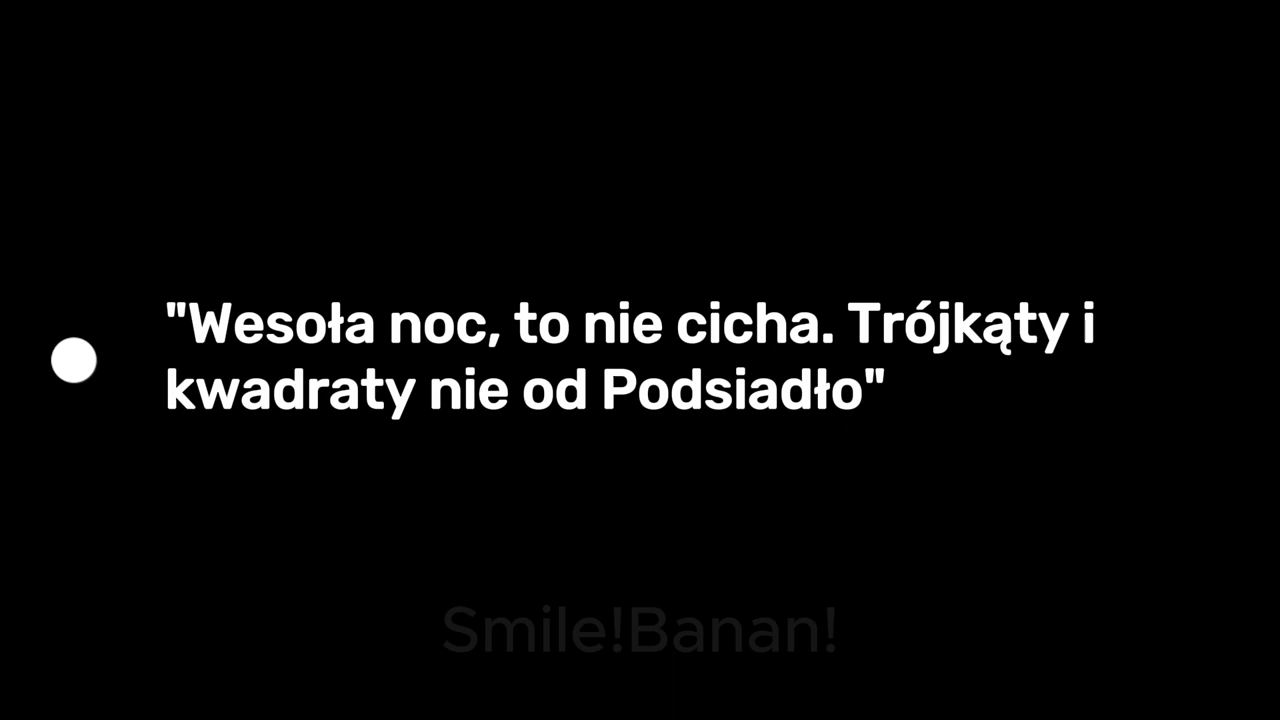 "Wesoła noc, to nie cicha. Trójkąty i
kwadraty nie od Podsiadło"
Smile!Banan!